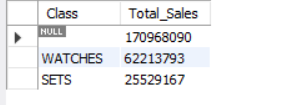 Class Total_Sales
NULL 170968090
WATCHES 62213793
SETS 25529167